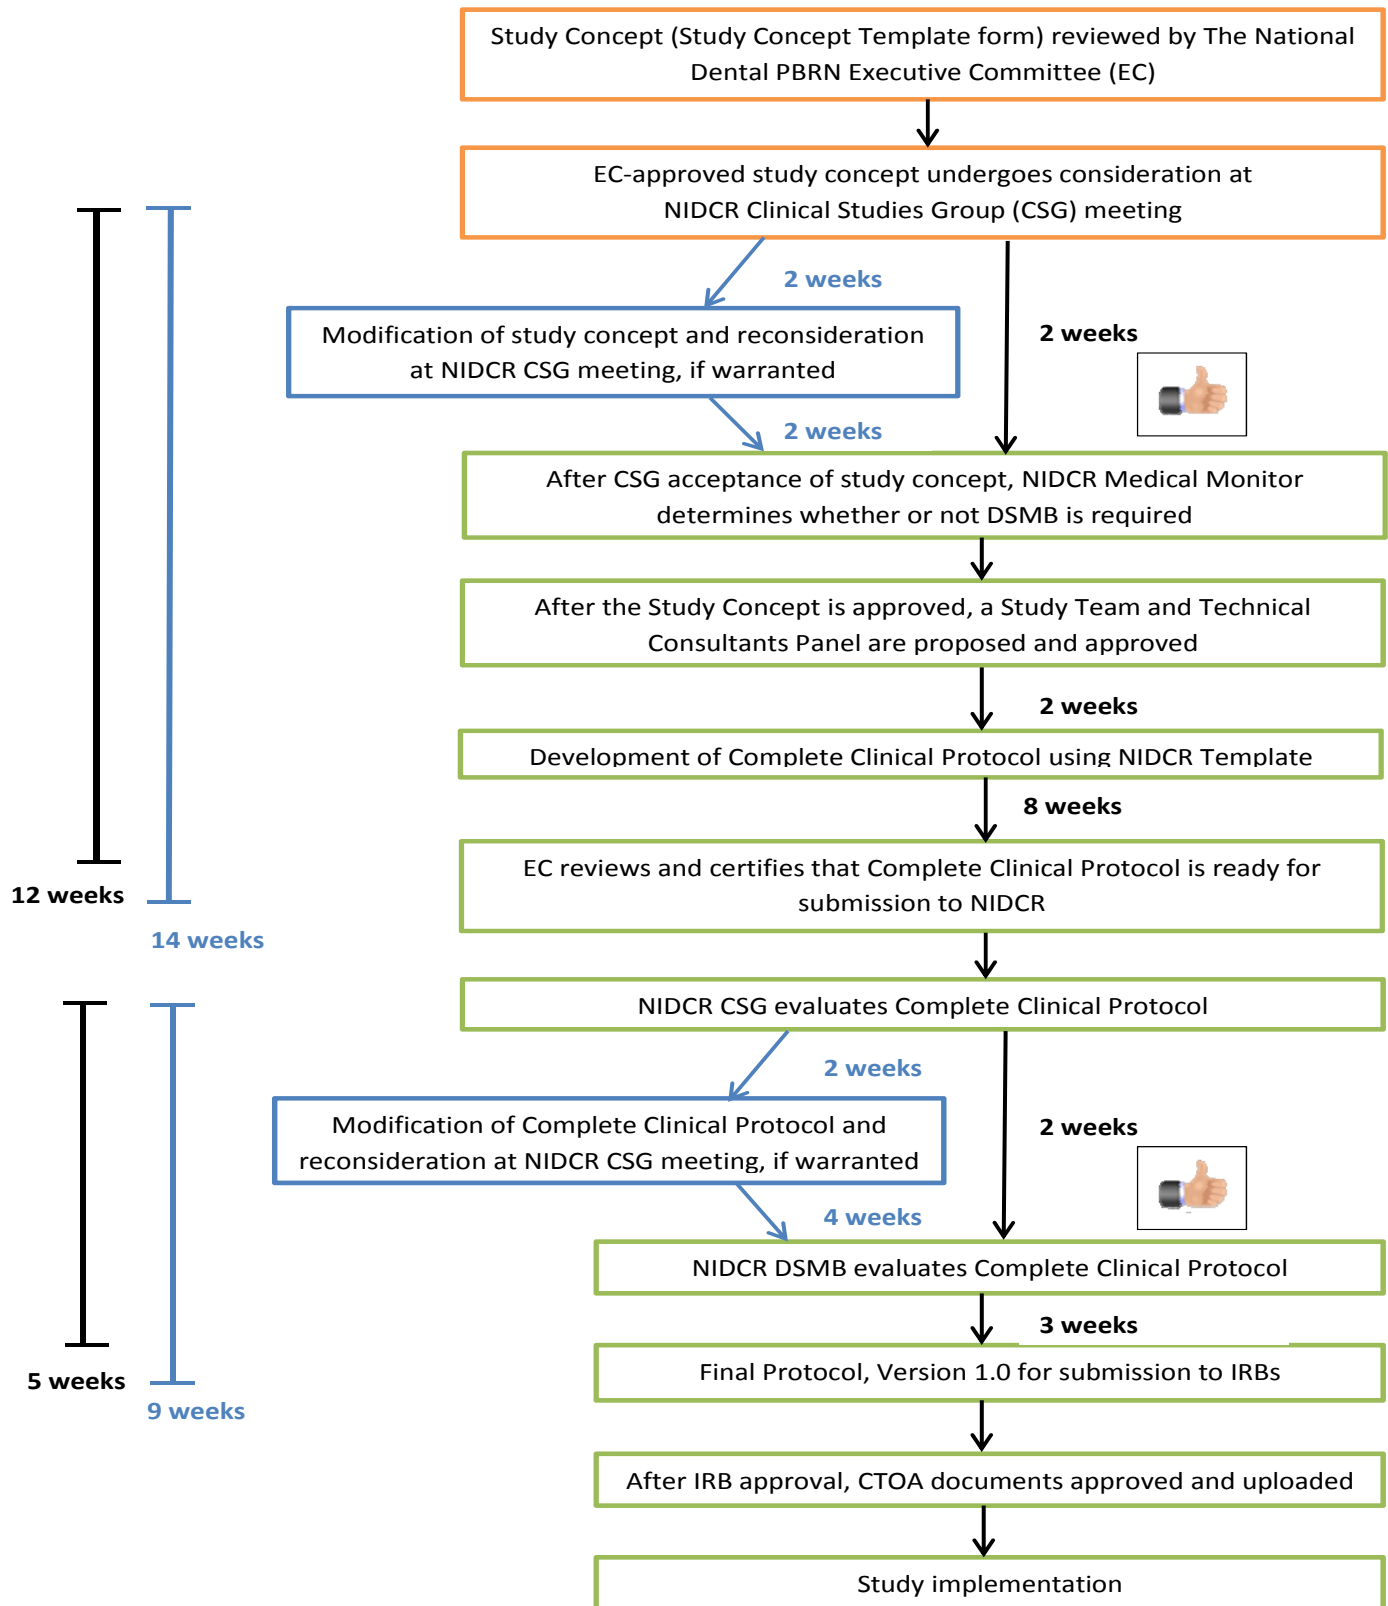 Study Concept (Study Concept Template form) reviewed by The National
Dental PBRN Executive Committee (EC)
EC-approved study concept undergoes consideration at
NIDCR Clinical Studies Group (CSG) meeting
2 weeks
Modification of study concept and reconsideration
at NIDCR CSG meeting, if warranted
2 weeks
2 weeks
After CSG acceptance of study concept, NIDCR Medical Monitor
determines whether or not DSMB is required
After the Study Concept is approved, a Study Team and Technical
Consultants Panel are proposed and approved
2 weeks
Development of Complete Clinical Protocol using NIDCR Template
8 weeks
EC reviews and certifies that Complete Clinical Protocol is ready for
submission to NIDCR
12 weeks
14 weeks
NIDCR CSG evaluates Complete Clinical Protocol
2 weeks
Modification of Complete Clinical Protocol and
reconsideration at NIDCR CSG meeting, if warranted
2 weeks
4 weeks
NIDCR DSMB evaluates Complete Clinical Protocol
3 weeks
Final Protocol, Version 1.0 for submission to IRBs
5 weeks
9 weeks
After IRB approval, CTOA documents approved and uploaded
Study implementation